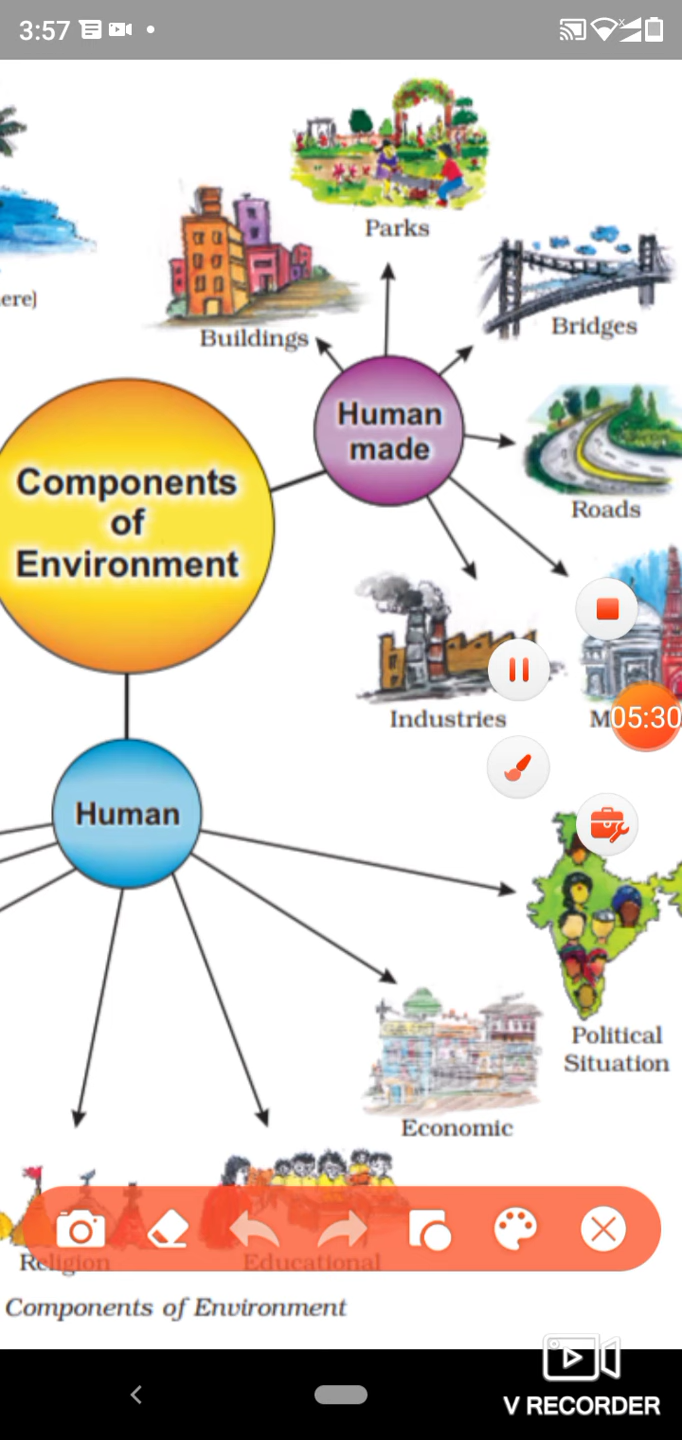 3:57
Parks
ere)
Buildings
Bridges
Human
made
Components
of
Environment
Roads
Industries
M
05:30
Human
Political
Situation
Economic
Religion
Educational
Components of Environment
V RECORDER